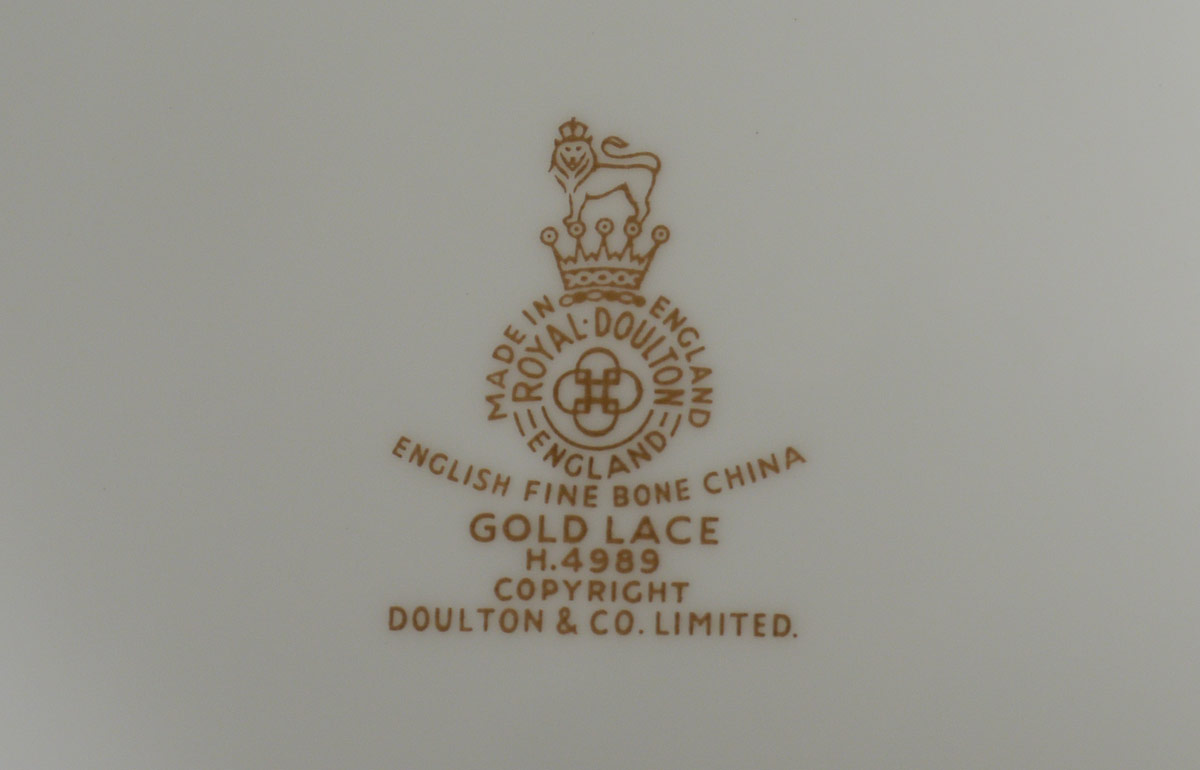 MADE IN ENGLAND
ROYAL·DOULTON
ENGLAND
ENGLISH FINE BONE CHINA
GOLD LACE
H.4989
COPYRIGHT
DOULTON & CO. LIMITED.